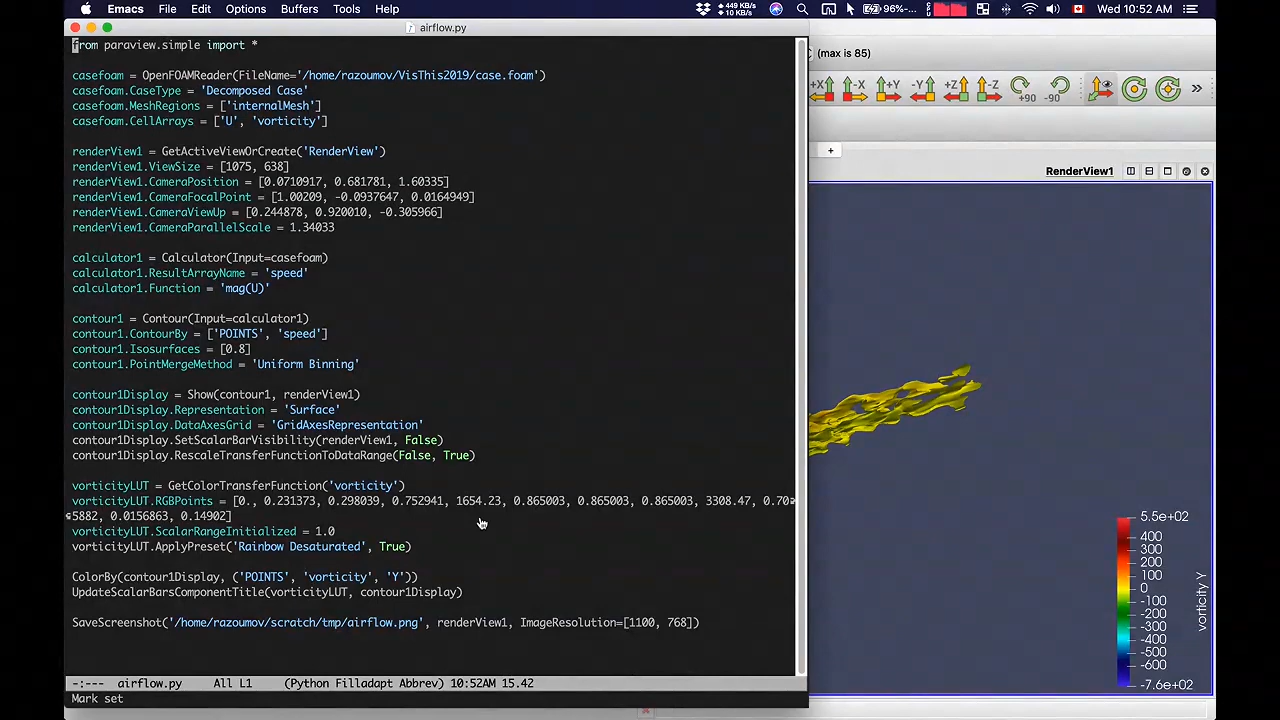 Emacs File Edit Options Buffers Tools Help
449 KB/s
10 KB/s
96%
Wed 10:52 AM
airflow.py
from paraview.simple import *
casefoam = OpenFOAMReader(FileName='/home/razoumov/VisThis2019/case.foam')
casefoam.CaseType = 'Decomposed Case'
casefoam.MeshRegions = ['internalMesh']
casefoam.CellArrays = ['U', 'vorticity']
renderView1 = GetActiveViewOrCreate('RenderView')
renderView1.ViewSize = [1075, 638]
renderView1.CameraPosition = [0.0710917, 0.681781, 1.60335]
renderView1.CameraFocalPoint = [1.00209, -0.0937647, 0.0164949]
renderView1.CameraViewUp = [0.244878, 0.920010, -0.305966]
renderView1.CameraParallelScale = 1.34033
calculator1 = Calculator(Input=casefoam)
calculator1.ResultArrayName = 'speed'
calculator1.Function = 'mag(U)'
contour1 = Contour(Input=calculator1)
contour1.ContourBy = ['POINTS', 'speed']
contour1.Isosurfaces = [0.8]
contour1.PointMergeMethod = 'Uniform Binning'
contour1Display = Show(contour1, renderView1)
contour1Display.Representation = 'Surface'
contour1Display.DataAxesGrid = 'GridAxesRepresentation'
contour1Display.SetScalarBarVisibility(renderView1, False)
contour1Display.RescaleTransferFunctionToDataRange(False, True)
vorticityLUT = GetColorTransferFunction('vorticity')
vorticityLUT.RGBPoints = [0., 0.231373, 0.298039, 0.752941, 1654.23, 0.865003, 0.865003, 0.865003, 3308.47, 0.70
5882, 0.0156863, 0.14902]
vorticityLUT.ScalarRangeInitialized = 1.0
vorticityLUT.ApplyPreset('Rainbow Desaturated', True)
ColorBy(contour1Display, ('POINTS', 'vorticity', 'Y'))
UpdateScalarBarsComponentTitle(vorticityLUT, contour1Display)
SaveScreenshot('/home/razoumov/scratch/tmp/airflow.png', renderView1, ImageResolution=[1100, 768])
-:--- airflow.py All L1 (Python Filladapt Abbrev) 10:52AM 15.42
Mark set
(max is 85)
+X -X +Y -Y +Z -Z +90 -90 »
+
RenderView1
5.5e+02
400
300
200
100
0
-100
-200
-300
-400
-500
-600
-7.6e+02
vorticity Y